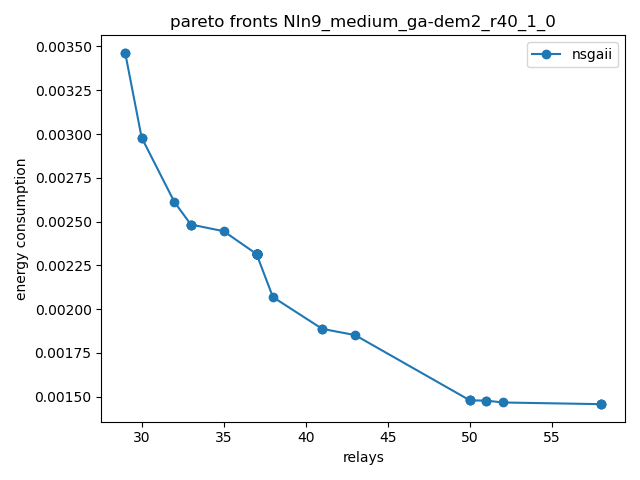 pareto fronts NIn9_medium_ga-dem2_r40_1_0
nsgaii
0.00350
0.00325
0.00300
0.00275
0.00250
0.00225
0.00200
0.00175
0.00150
energy consumption
30 35 40 45 50 55
relays